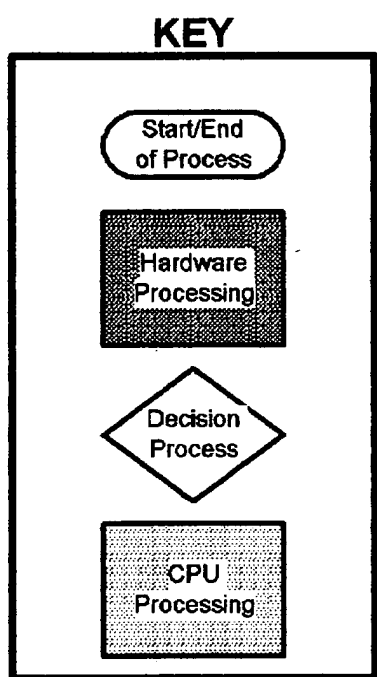 KEY
Start/End
of Process
Hardware
Processing
Decision
Process
CPU
Processing